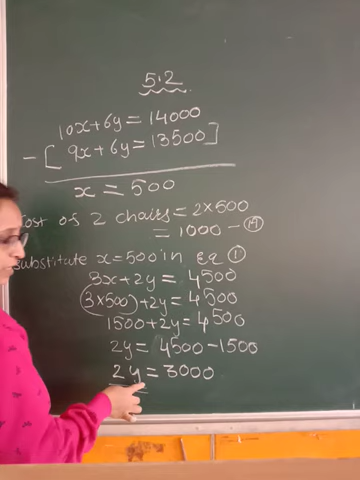 5.2
10x+6y=14000
-[9x+6y=13500]
x=500
Cost of 2 chairs=2×500
=1000-(M)
Substitute x=500 in Eq (1)
3x+2y=4500
(3×500)+2y=4500
1500+2y=4500
2y=4500-1500
2y=3000